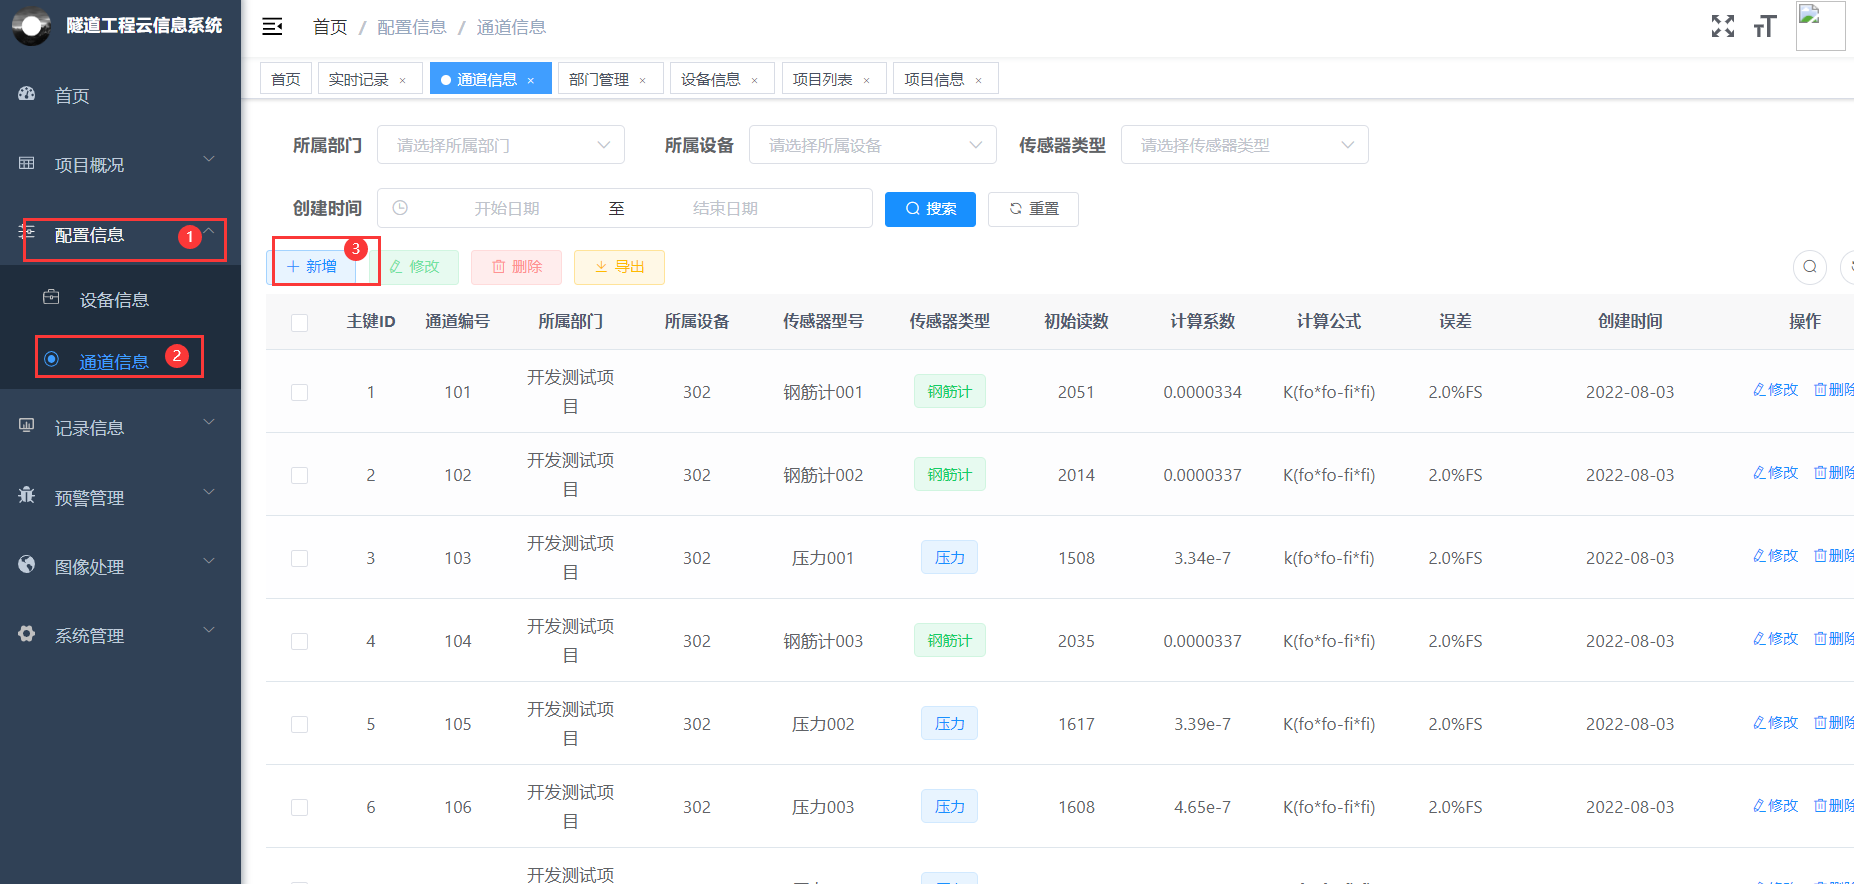 隧道工程云信息系统
首页 / 配置信息 / 通道信息
首页 实时记录 × 通道信息 × 部门管理 × 设备信息 × 项目列表 × 项目信息 ×
首页
项目概况
配置信息 1
设备信息
通道信息 2
记录信息
预警管理
图像处理
系统管理
所属部门 请选择所属部门 所属设备 请选择所属设备 传感器类型 请选择传感器类型
创建时间 开始日期 至 结束日期 搜索 重置
+ 新增 3 修改 删除 导出
主键ID 通道编号 所属部门 所属设备 传感器型号 传感器类型 初始读数 计算系数 计算公式 误差 创建时间 操作
1 101 开发测试项目 302 钢筋计001 钢筋计 2051 0.0000334 K(fo*fo-fi*fi) 2.0%FS 2022-08-03 修改 删除
2 102 开发测试项目 302 钢筋计002 钢筋计 2014 0.0000337 K(fo*fo-fi*fi) 2.0%FS 2022-08-03 修改 删除
3 103 开发测试项目 302 压力001 压力 1508 3.34e-7 k(fo*fo-fi*fi) 2.0%FS 2022-08-03 修改 删除
4 104 开发测试项目 302 钢筋计003 钢筋计 2035 0.0000337 K(fo*fo-fi*fi) 2.0%FS 2022-08-03 修改 删除
5 105 开发测试项目 302 压力002 压力 1617 3.39e-7 K(fo*fo-fi*fi) 2.0%FS 2022-08-03 修改 删除
6 106 开发测试项目 302 压力003 压力 1608 4.65e-7 K(fo*fo-fi*fi) 2.0%FS 2022-08-03 修改 删除
开发测试项